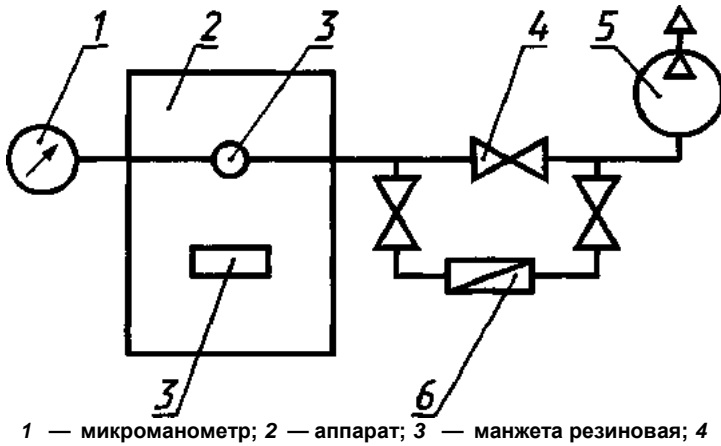 1 2 3 4 5
3 6
1 — микроманометр; 2 — аппарат; 3 — манжета резиновая; 4